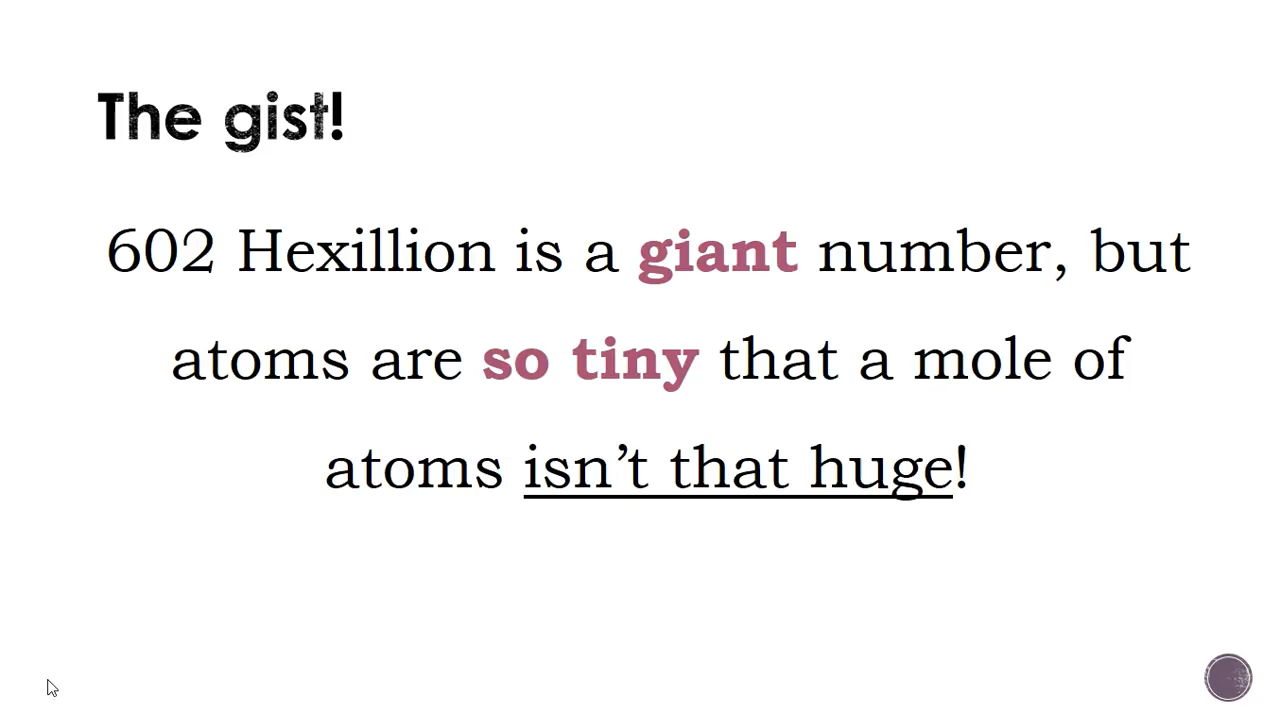 The gist!
602 Hexillion is a giant number, but
atoms are so tiny that a mole of
atoms isn’t that huge!